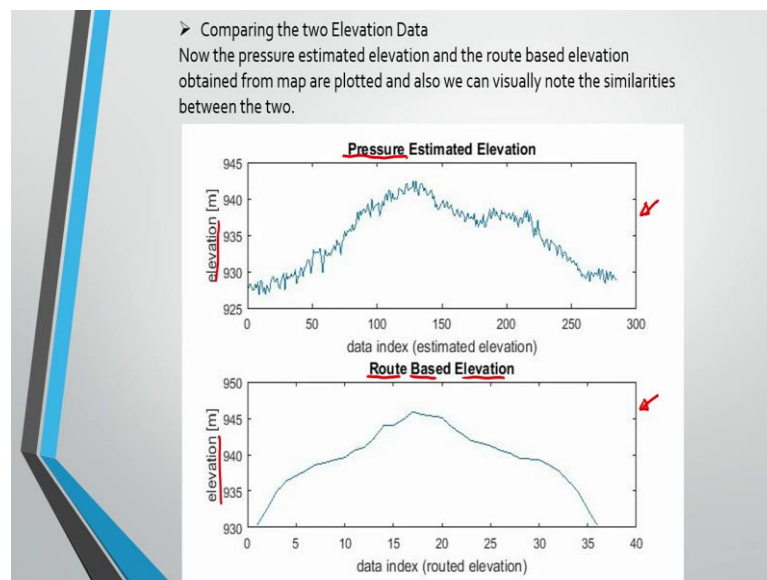 ➢ Comparing the two Elevation Data
Now the pressure estimated elevation and the route based elevation
obtained from map are plotted and also we can visually note the similarities
between the two.
Pressure Estimated Elevation
945
940
935
930
925
elevation [m]
0 50 100 150 200 250 300
data index (estimated elevation)
Route Based Elevation
950
945
940
935
930
elevation [m]
0 5 10 15 20 25 30 35 40
data index (routed elevation)